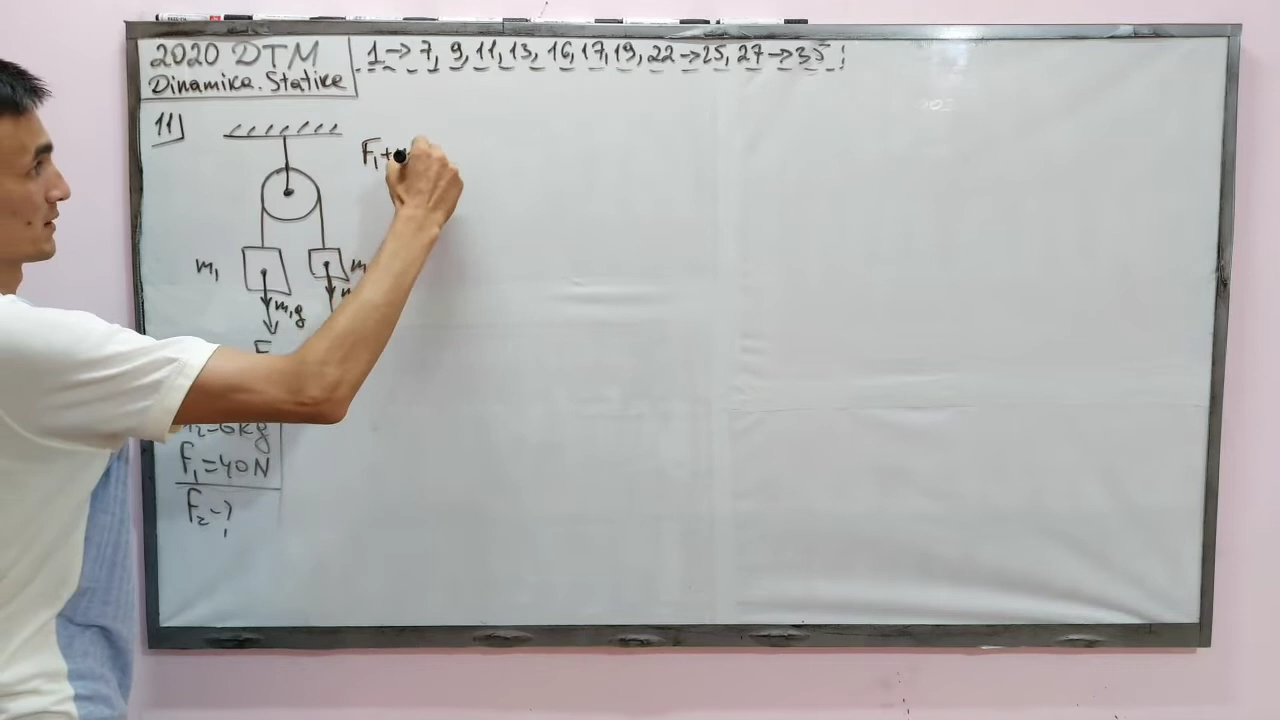 2020 DTM
Dinamika. Statika
1→7, 9, 11, 13, 16, 17, 19, 22→25, 27→35!
11)
F₁+
m₁
m₁g
F
=6kg
F₁=40N
F₂-?